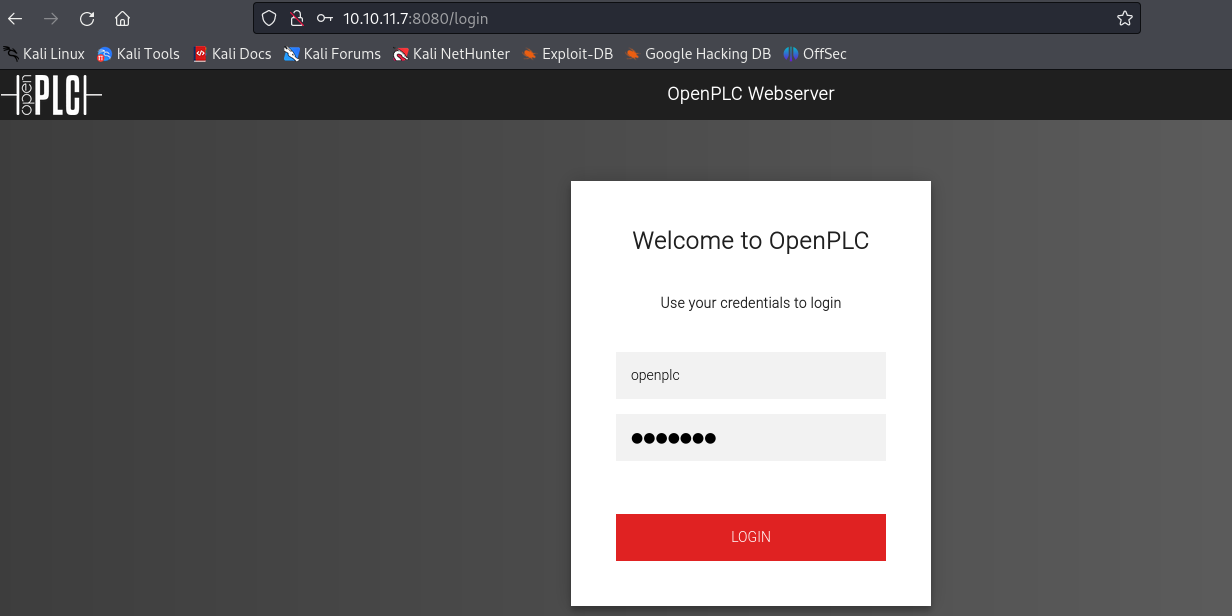 10.10.11.7:8080/login
Kali Linux Kali Tools Kali Docs Kali Forums Kali NetHunter Exploit-DB Google Hacking DB OffSec
open PLC OpenPLC Webserver
Welcome to OpenPLC
Use your credentials to login
openplc
●●●●●●●
LOGIN